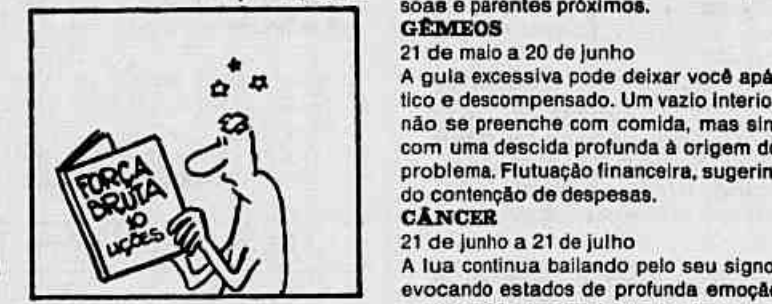 FORÇA
BRUTA
10
LIÇÕES
soas e parentes próximos.
GÊMEOS
21 de maio a 20 de junho
A gula excessiva pode deixar você apá-
tico e descompensado. Um vazio interio
não se preenche com comida, mas sim
com uma descida profunda à origem do
problema. Flutuação financeira, sugerin
do contenção de despesas.
CÂNCER
21 de junho a 21 de julho
A lua continua bailando pelo seu signo
evocando estados de profunda emoção